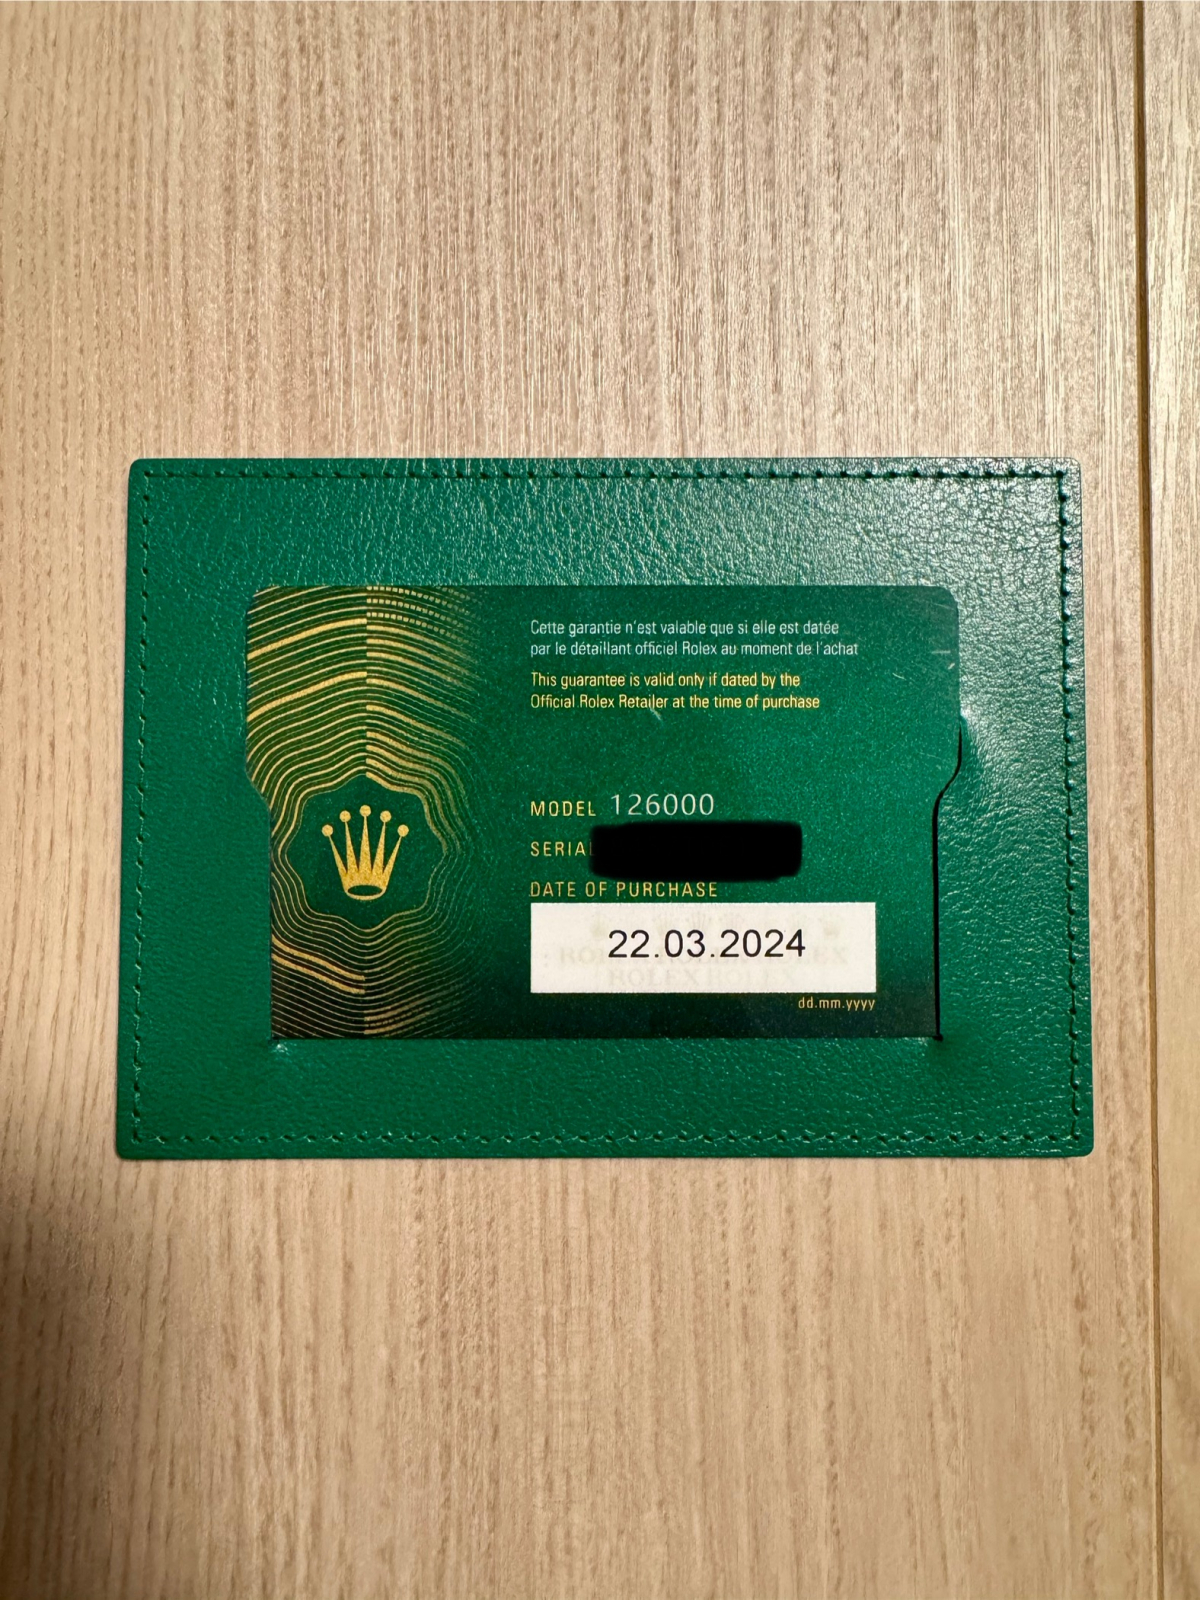 Cette garantie n'est valable que si elle est datée
par le détaillant officiel Rolex au moment de l'achat
This guarantee is valid only if dated by the
Official Rolex Retailer at the time of purchase
MODEL 126000
SERIAL
DATE OF PURCHASE
22.03.2024
ROLEX ROLEX
dd.mm.yyyy